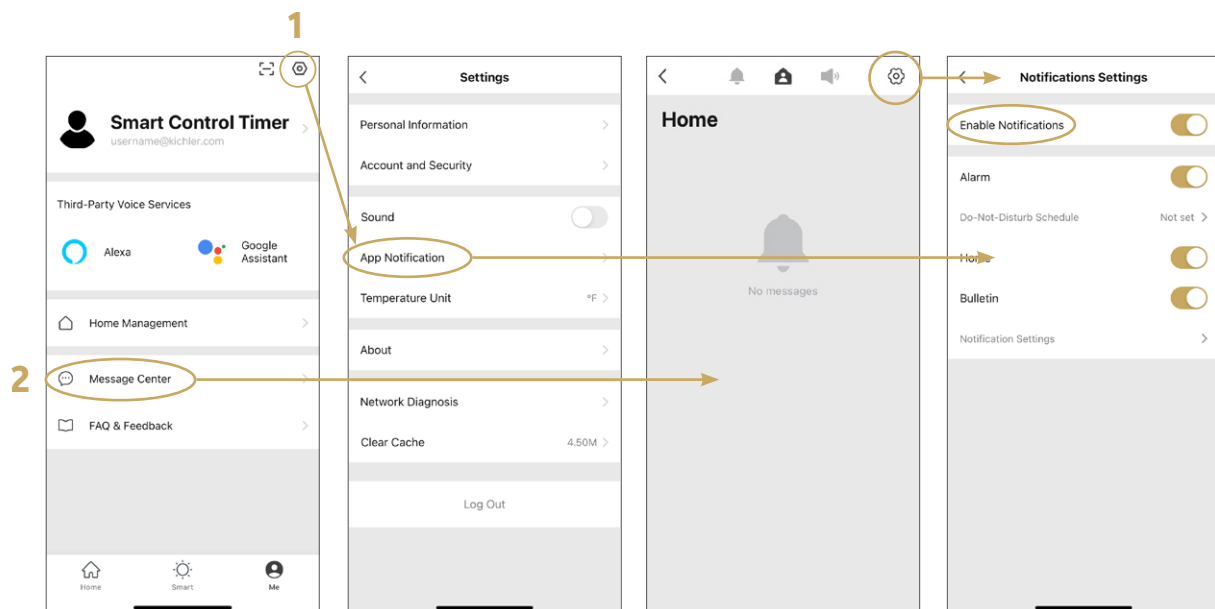 1
2
Smart Control Timer
username@kichler.com
Third-Party Voice Services
Alexa
Google
Assistant
Home Management
Message Center
FAQ & Feedback
Home
Smart
Me
Settings
Personal Information
Account and Security
Sound
App Notification
Temperature Unit
°F
About
Network Diagnosis
Clear Cache
4.50M
Log Out
Home
No messages
Notifications Settings
Enable Notifications
Alarm
Do-Not-Disturb Schedule
Not set
Home
Bulletin
Notification Settings